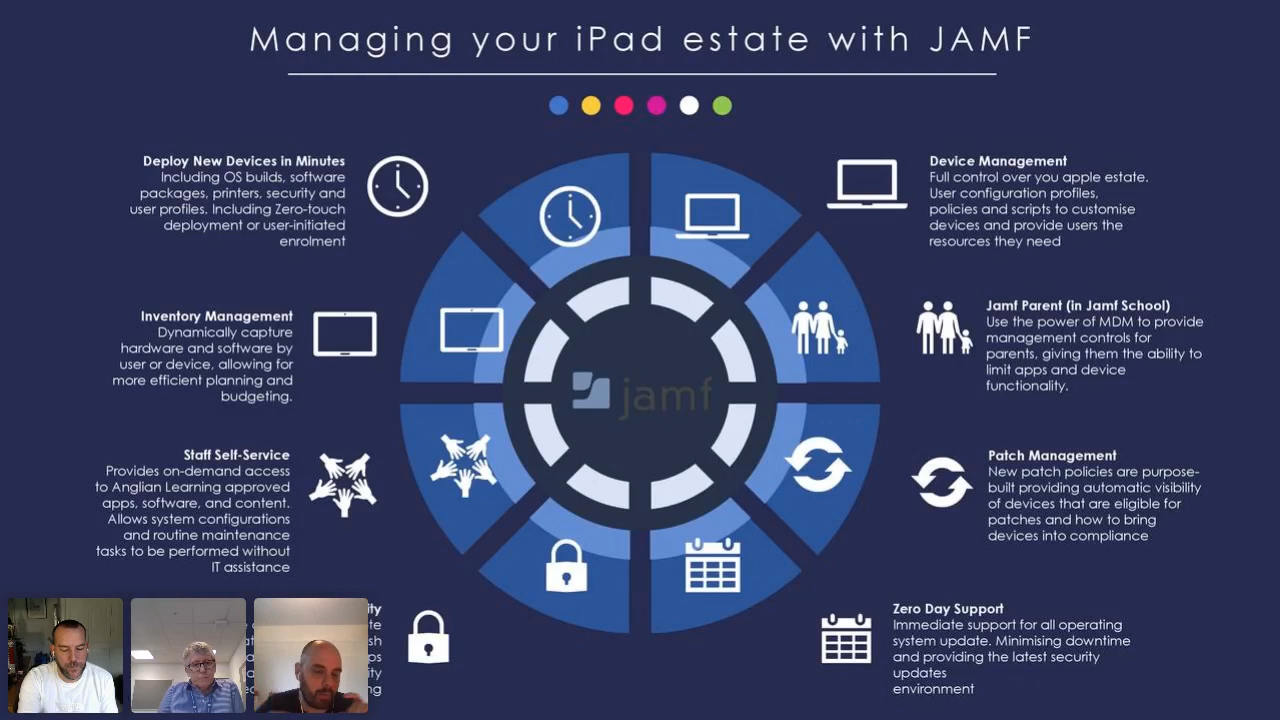 Managing your iPad estate with JAMF
Deploy New Devices in Minutes
Including OS builds, software
packages, printers, security and
user profiles. Including Zero-touch
deployment or user-initiated
enrolment
Inventory Management
Dynamically capture
hardware and software by
user or device, allowing for
more efficient planning and
budgeting.
Staff Self-Service
Provides on-demand access
to Anglian Learning approved
apps, software, and content.
Allows system configurations
and routine maintenance
tasks to be performed without
IT assistance
jamf
Device Management
Full control over you apple estate.
User configuration profiles,
policies and scripts to customise
devices and provide users the
resources they need
Jamf Parent (in Jamf School)
Use the power of MDM to provide
management controls for
parents, giving them the ability to
limit apps and device
functionality.
Patch Management
New patch policies are purpose-
built providing automatic visibility
of devices that are eligible for
patches and how to bring
devices into compliance
Zero Day Support
Immediate support for all operating
system update. Minimising downtime
and providing the latest security
updates
environment